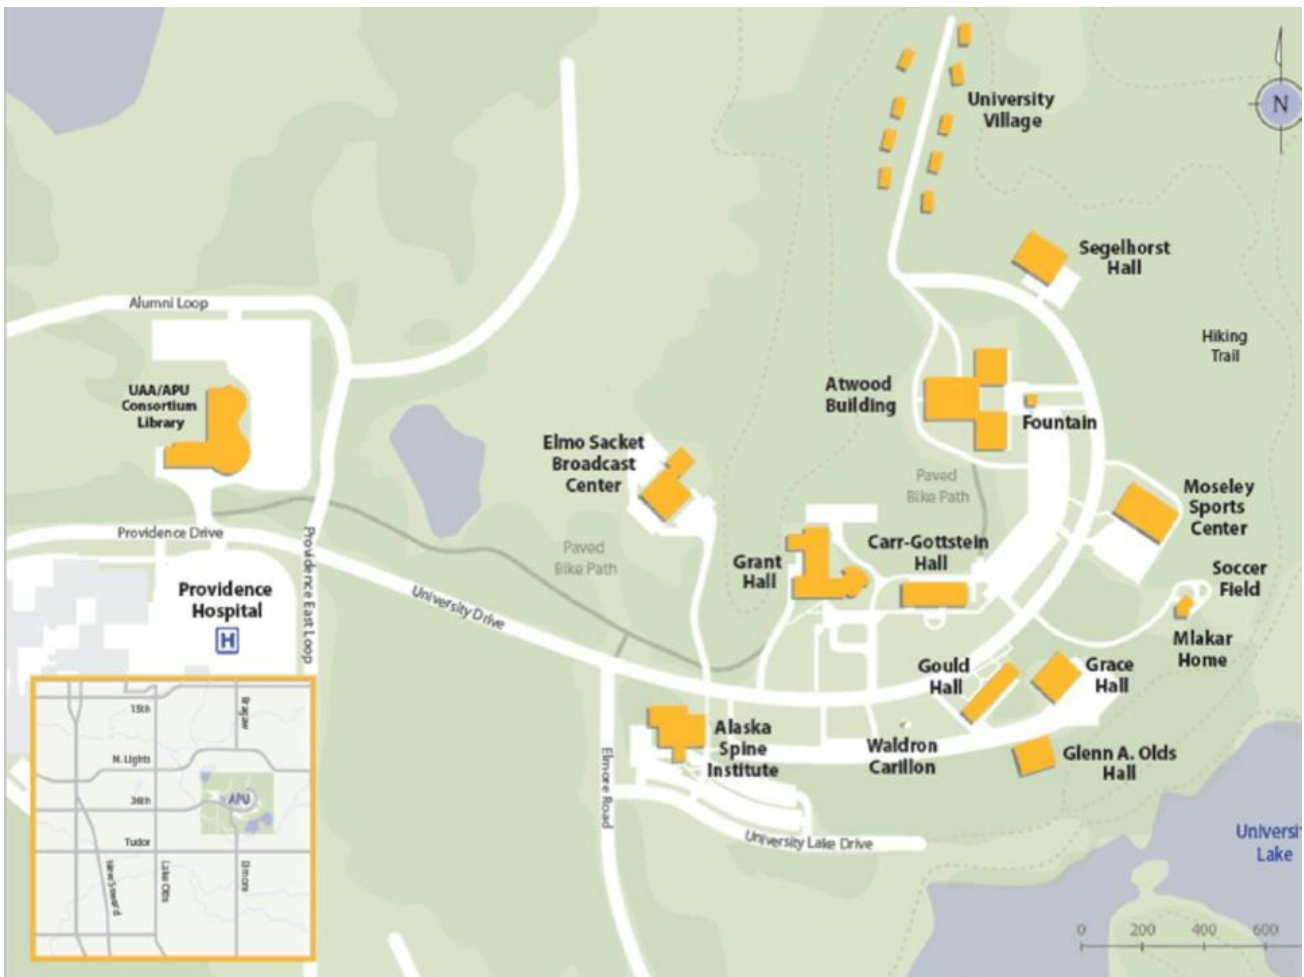 University
Village
N
Segelhorst
Hall
Alumni Loop
Hiking
Trail
UAA/APU
Consortium
Library
Atwood
Building
Fountain
Elmo Sacket
Broadcast
Center
Paved
Bike Path
Moseley
Sports
Center
Providence Drive
Providence East Loop
Paved
Bike Path
Grant
Hall
Carr-Gottstein
Hall
Soccer
Field
Providence
Hospital
H
University Drive
Mlakar
Home
Gould
Hall
Grace
Hall
Alaska
Spine
Institute
Waldron
Carillon
Glenn A. Olds
Hall
Elmore Road
University Lake Drive
Universi
Lake
15th
Bragaw
N. Lights
36th
APU
Tudor
New Seward
Lake Otis
Elmore
0 200 400 600